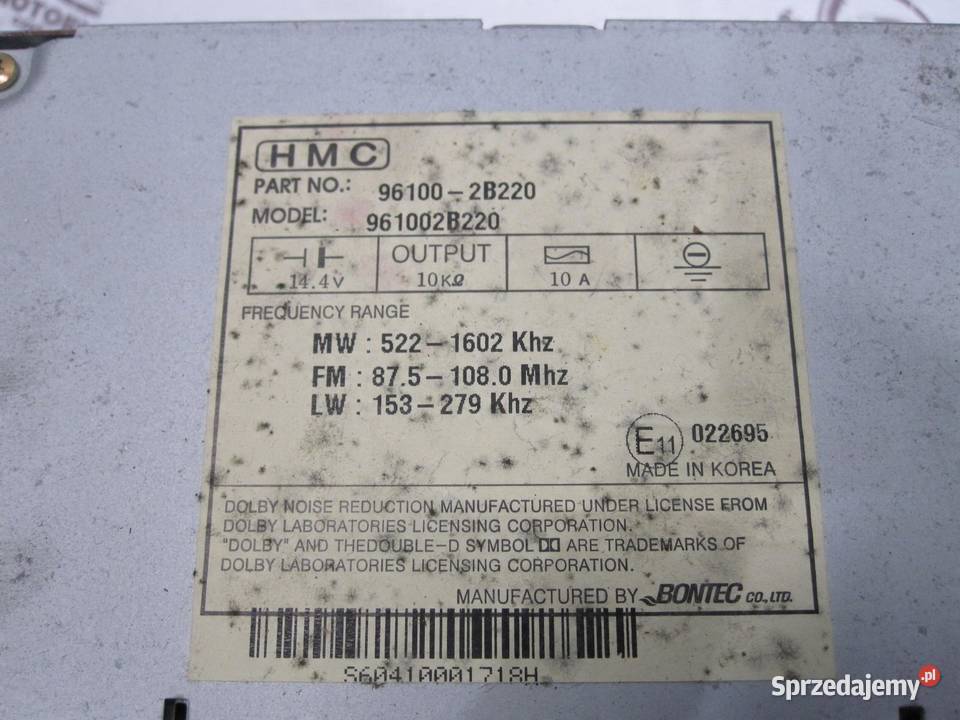 HMC
PART NO.: 96100-2B220
MODEL: 961002B220
14.4V OUTPUT 10KΩ 10 A
FREQUENCY RANGE
MW : 522-1602 Khz
FM : 87.5-108.0 Mhz
LW : 153-279 Khz
E11 022695
MADE IN KOREA
DOLBY NOISE REDUCTION MANUFACTURED UNDER LICENSE FROM
DOLBY LABORATORIES LICENSING CORPORATION.
"DOLBY" AND THEDOUBLE-D SYMBOL ARE TRADEMARKS OF
DOLBY LABORATORIES LICENSING CORPORATION.
MANUFACTURED BY BONTEC CO., LTD.
S60410001718H
Sprzedajemy.pl